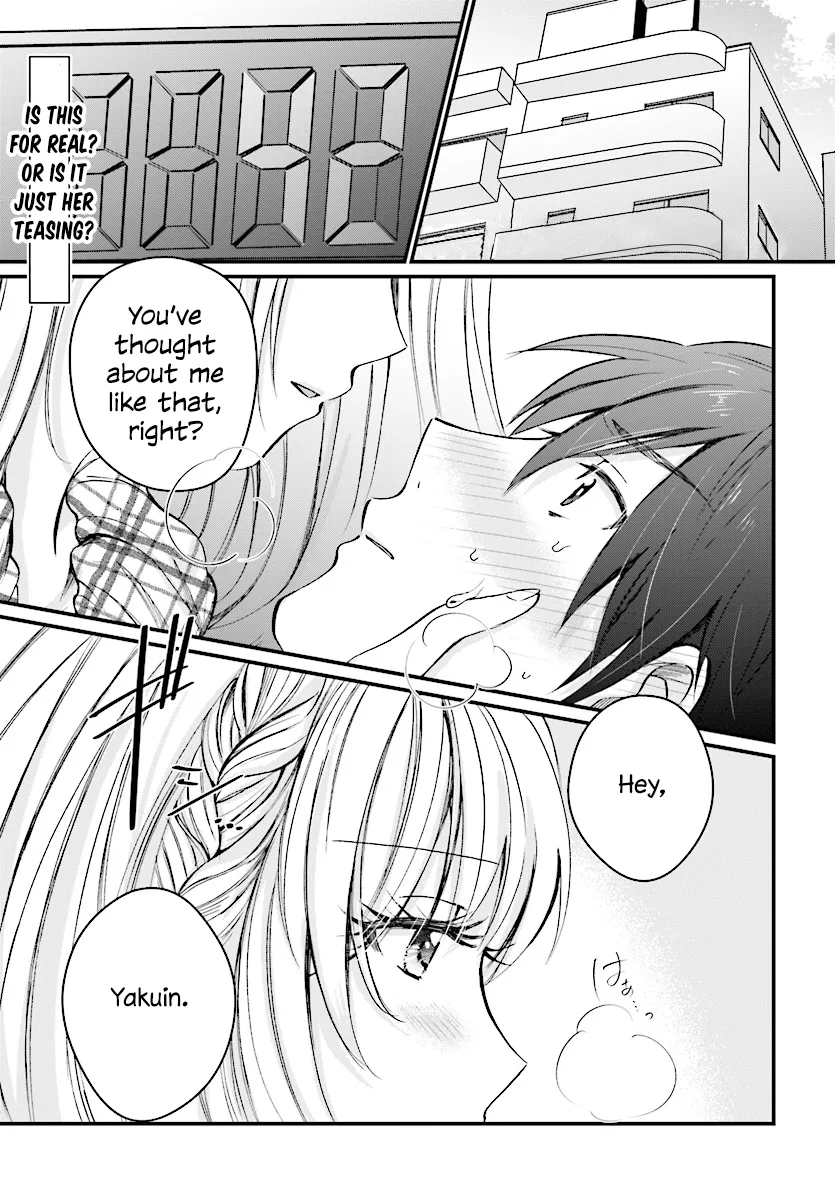 IS THIS
FOR REAL?
OR IS IT
JUST HER
TEASING?
You've
thought
about me
like that,
right?
Hey,
Yakuin.
はぁ…っ